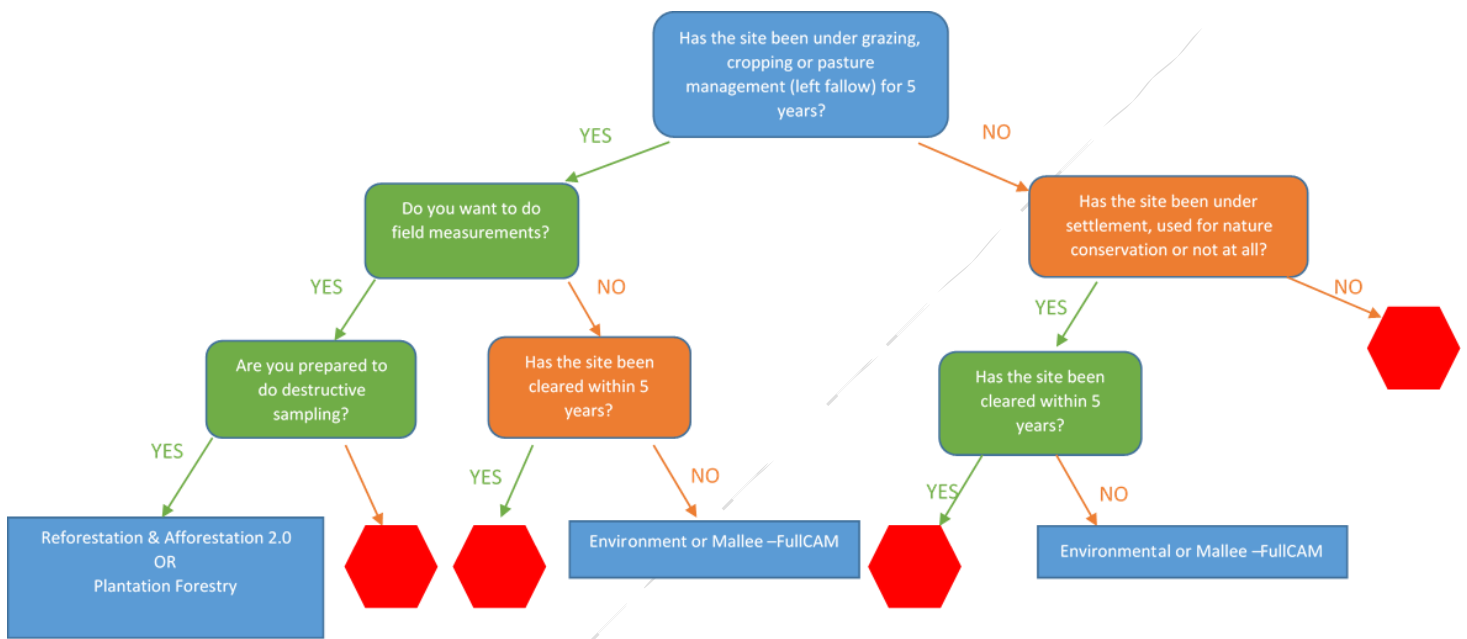 Has the site been under grazing,
cropping or pasture
management (left fallow) for 5
years?
YES
NO
Do you want to do
field measurements?
Has the site been under
settlement, used for nature
conservation or not at all?
YES
NO
YES
NO
Are you prepared to
do destructive
sampling?
Has the site been
cleared within 5
years?
Has the site been
cleared within 5
years?
YES
YES
NO
YES
NO
Reforestation & Afforestation 2.0
OR
Plantation Forestry
Environment or Mallee –FullCAM
Environmental or Mallee –FullCAM